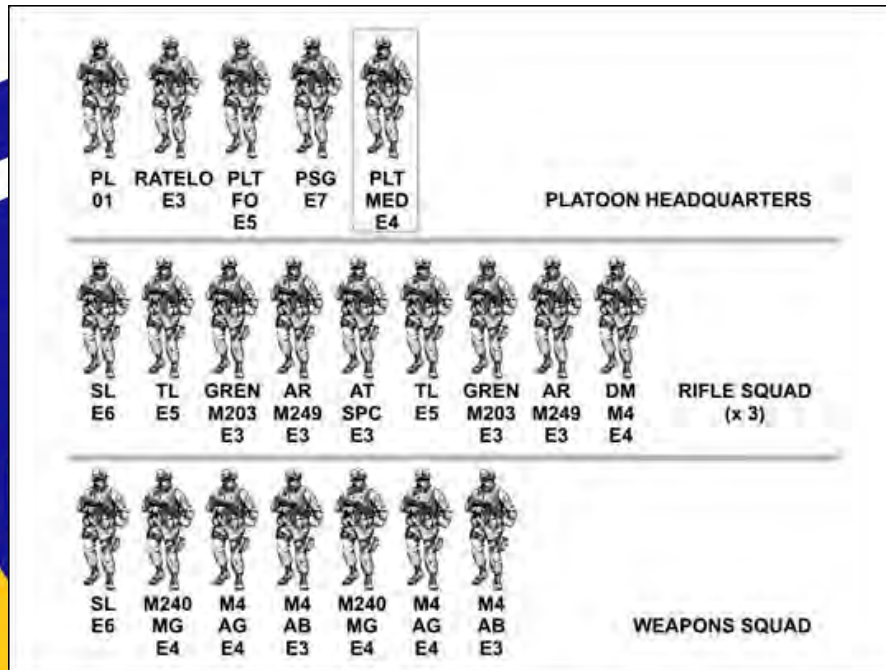 PL RATELO PLT PSG PLT
01 E3 FO E7 MED
E5 E4
PLATOON HEADQUARTERS
SL TL GREN AR AT TL GREN AR DM
E6 E5 M203 M249 SPC E5 M203 M249 M4
E3 E3 E3 E3 E3 E4
RIFLE SQUAD
(x 3)
SL M240 M4 M4 M240 M4 M4
E6 MG AG AB MG AG AB
E4 E4 E3 E4 E4 E3
WEAPONS SQUAD